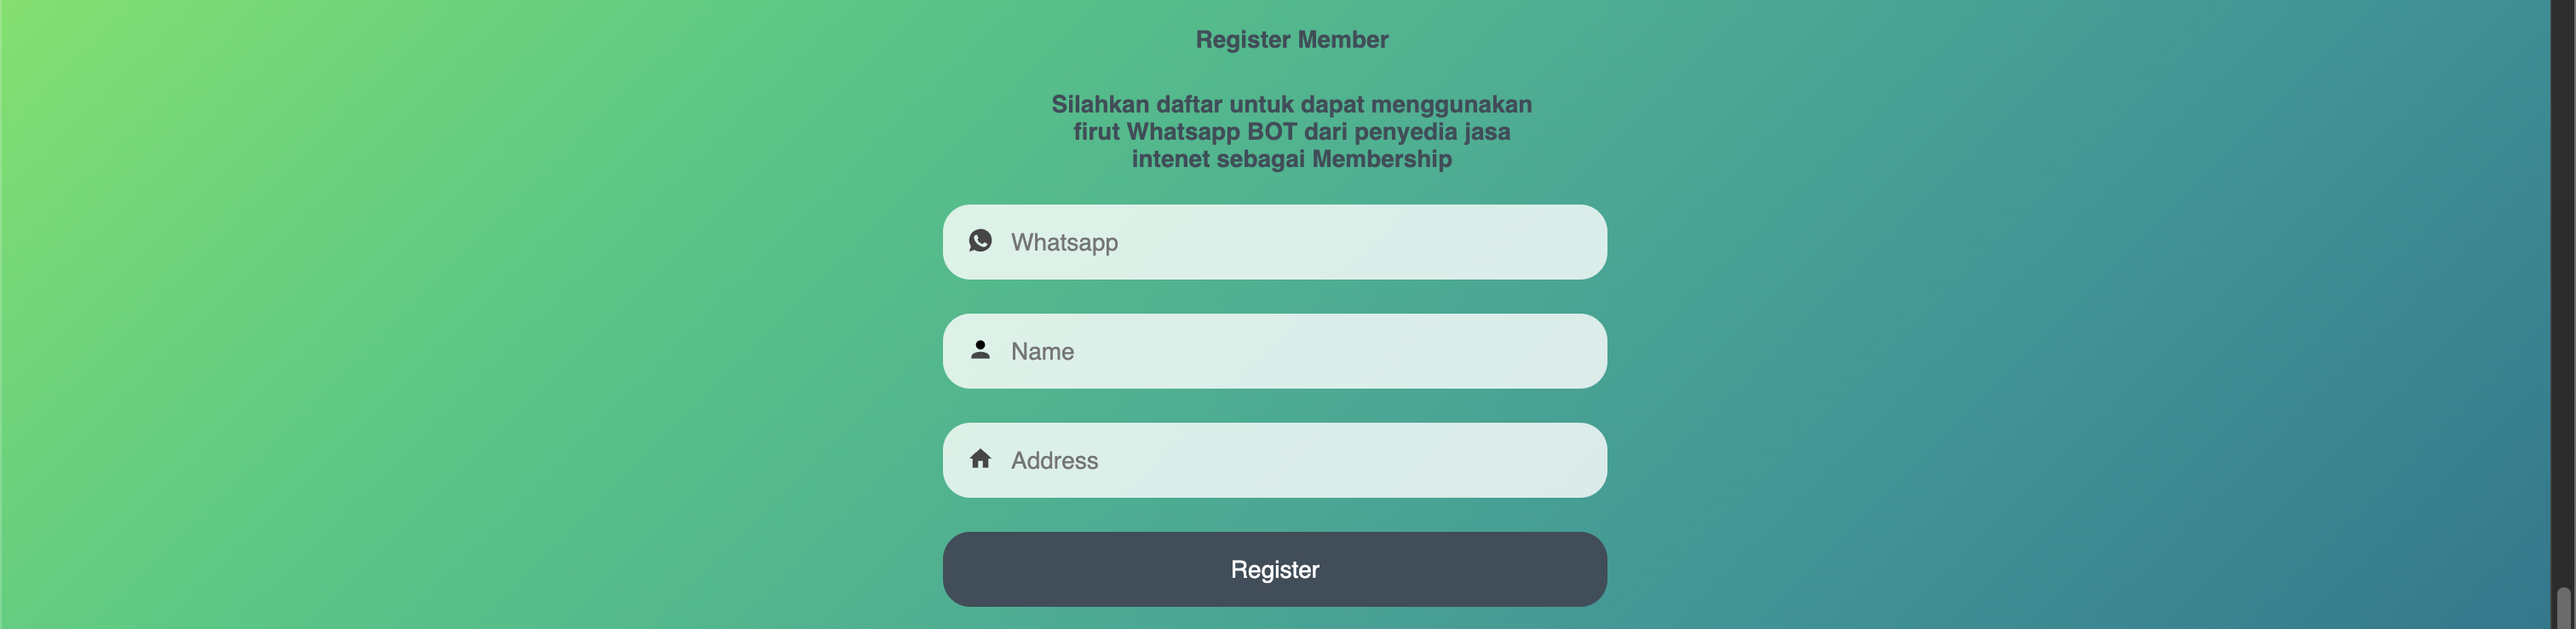 Register Member
Silahkan daftar untuk dapat menggunakan
firut Whatsapp BOT dari penyedia jasa
intenet sebagai Membership
Whatsapp
Name
Address
Register